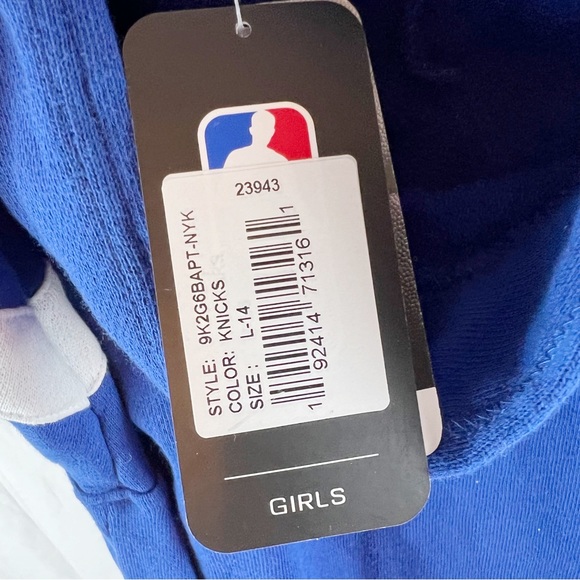 23943
STYLE: 9K2G6BAPT-NYK
COLOR: KNICKS
SIZE: L-14
1 92414 71316 1
GIRLS